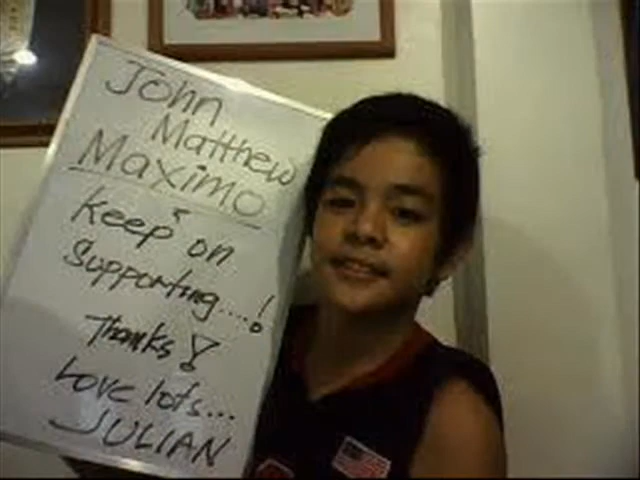 John
Matthew
Maximo
Keep on
Supporting....!
Thanks!
Love lots...
JULIAN